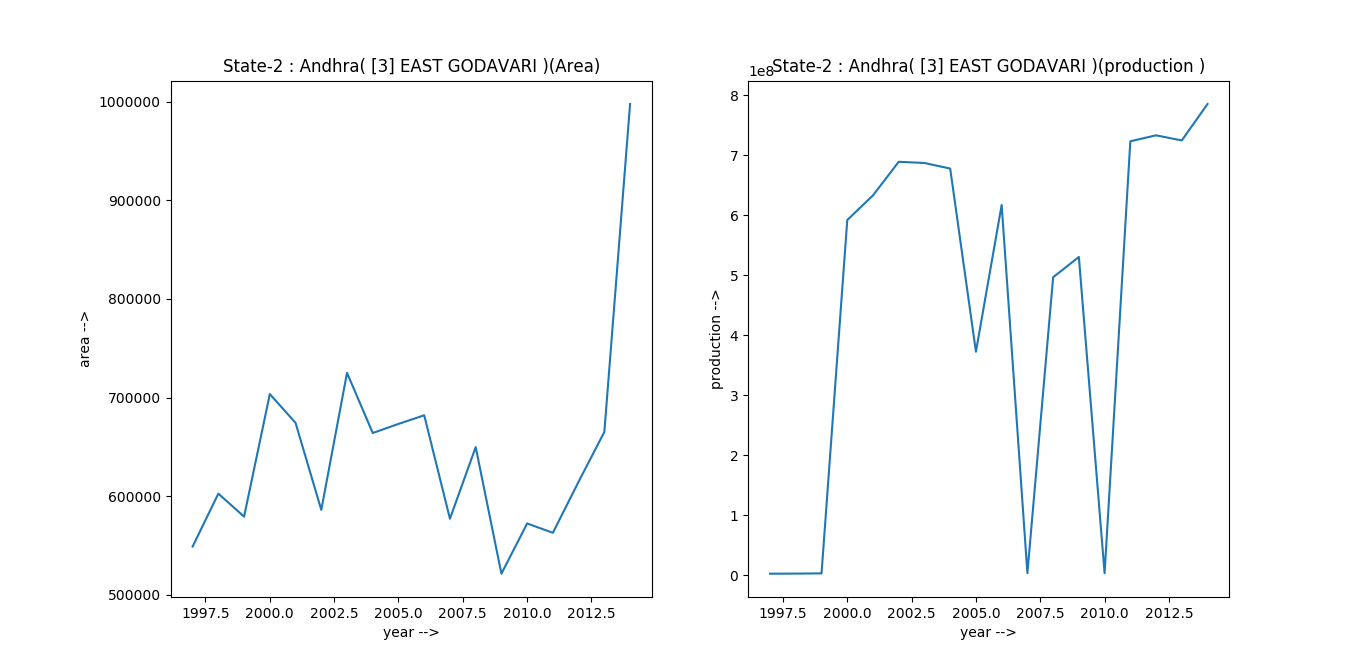 State-2 : Andhra( [3] EAST GODAVARI )(Area)
1000000
900000
800000
700000
600000
500000
area -->
1997.5 2000.0 2002.5 2005.0 2007.5 2010.0 2012.5
year -->
State-2 : Andhra( [3] EAST GODAVARI )(production )
1e8
8
7
6
5
4
3
2
1
0
production -->
1997.5 2000.0 2002.5 2005.0 2007.5 2010.0 2012.5
year -->